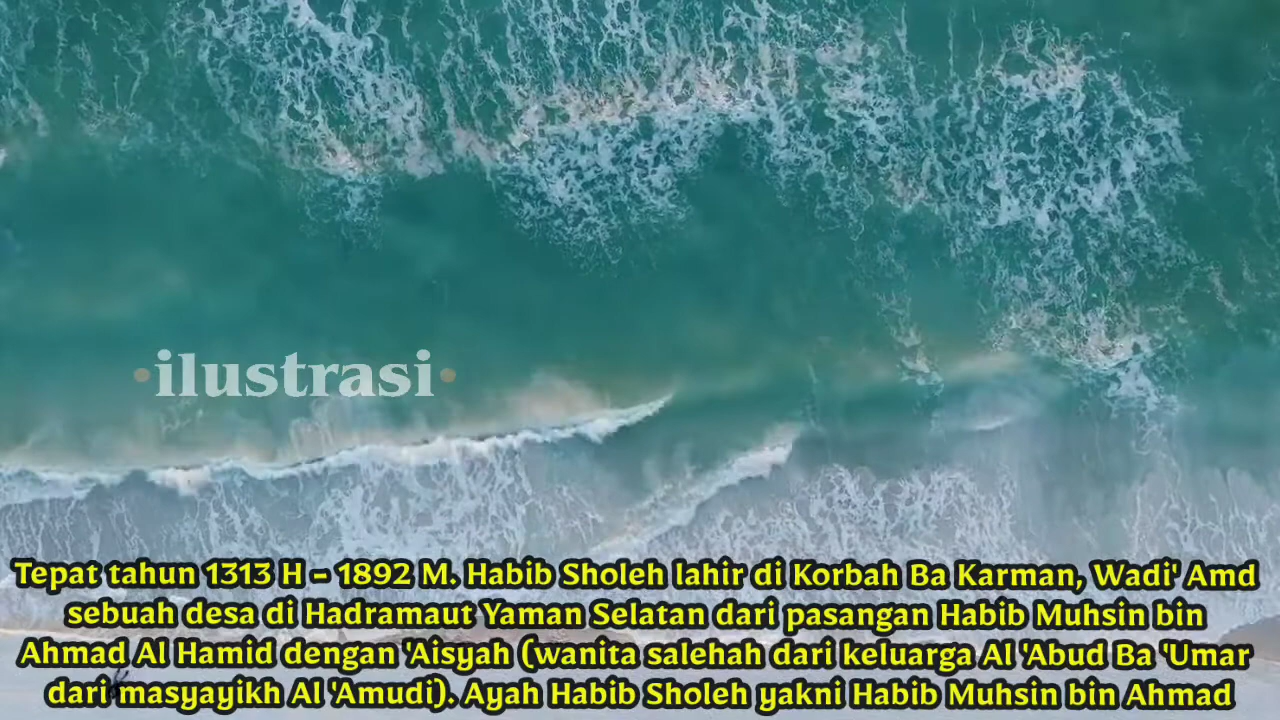 •ilustrasi•
Tepat tahun 1313 H - 1892 M. Habib Sholeh lahir di Korbah Ba Karman, Wadi' Amd
sebuah desa di Hadramaut Yaman Selatan dari pasangan Habib Muhsin bin
Ahmad Al Hamid dengan 'Aisyah (wanita salehah dari keluarga Al 'Abud Ba 'Umar
dari masyayikh Al 'Amudi). Ayah Habib Sholeh yakni Habib Muhsin bin Ahmad